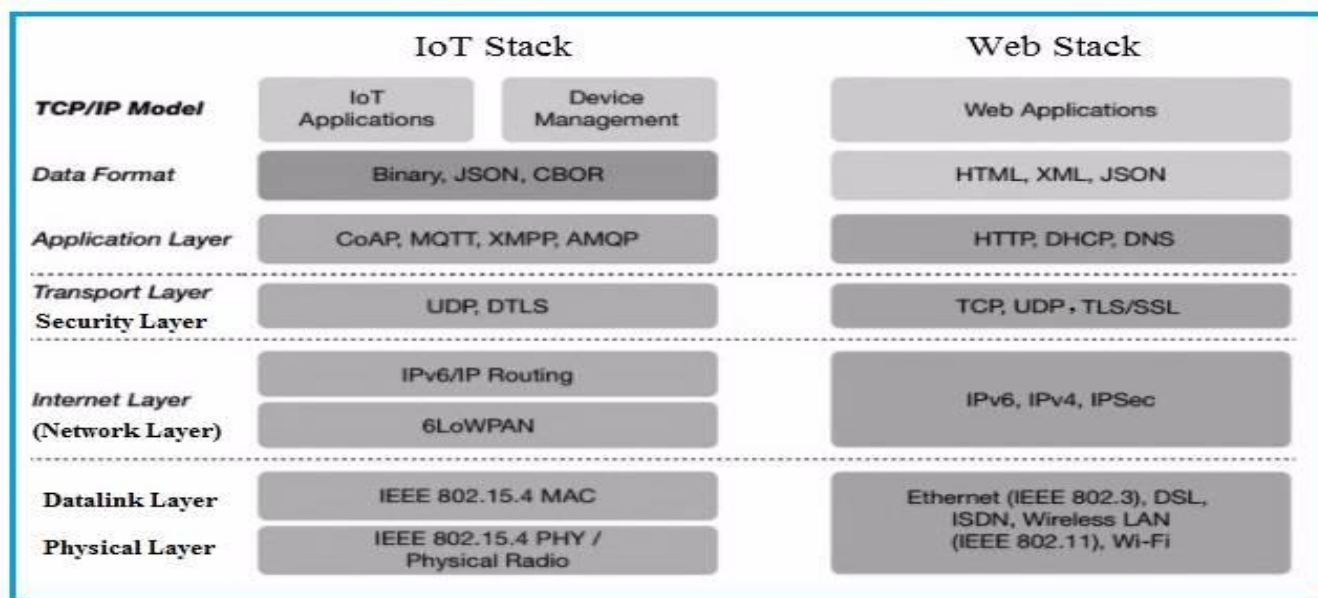 IoT Stack
Web Stack
TCP/IP Model
IoT
Applications
Device
Management
Web Applications
Data Format
Binary, JSON, CBOR
HTML, XML, JSON
Application Layer
CoAP, MQTT, XMPP, AMQP
HTTP, DHCP, DNS
Transport Layer
Security Layer
UDP, DTLS
TCP, UDP，TLS/SSL
Internet Layer
(Network Layer)
IPv6/IP Routing
6LoWPAN
IPv6, IPv4, IPSec
Datalink Layer
IEEE 802.15.4 MAC
Physical Layer
IEEE 802.15.4 PHY /
Physical Radio
Ethernet (IEEE 802.3), DSL,
ISDN, Wireless LAN
(IEEE 802.11), Wi-Fi